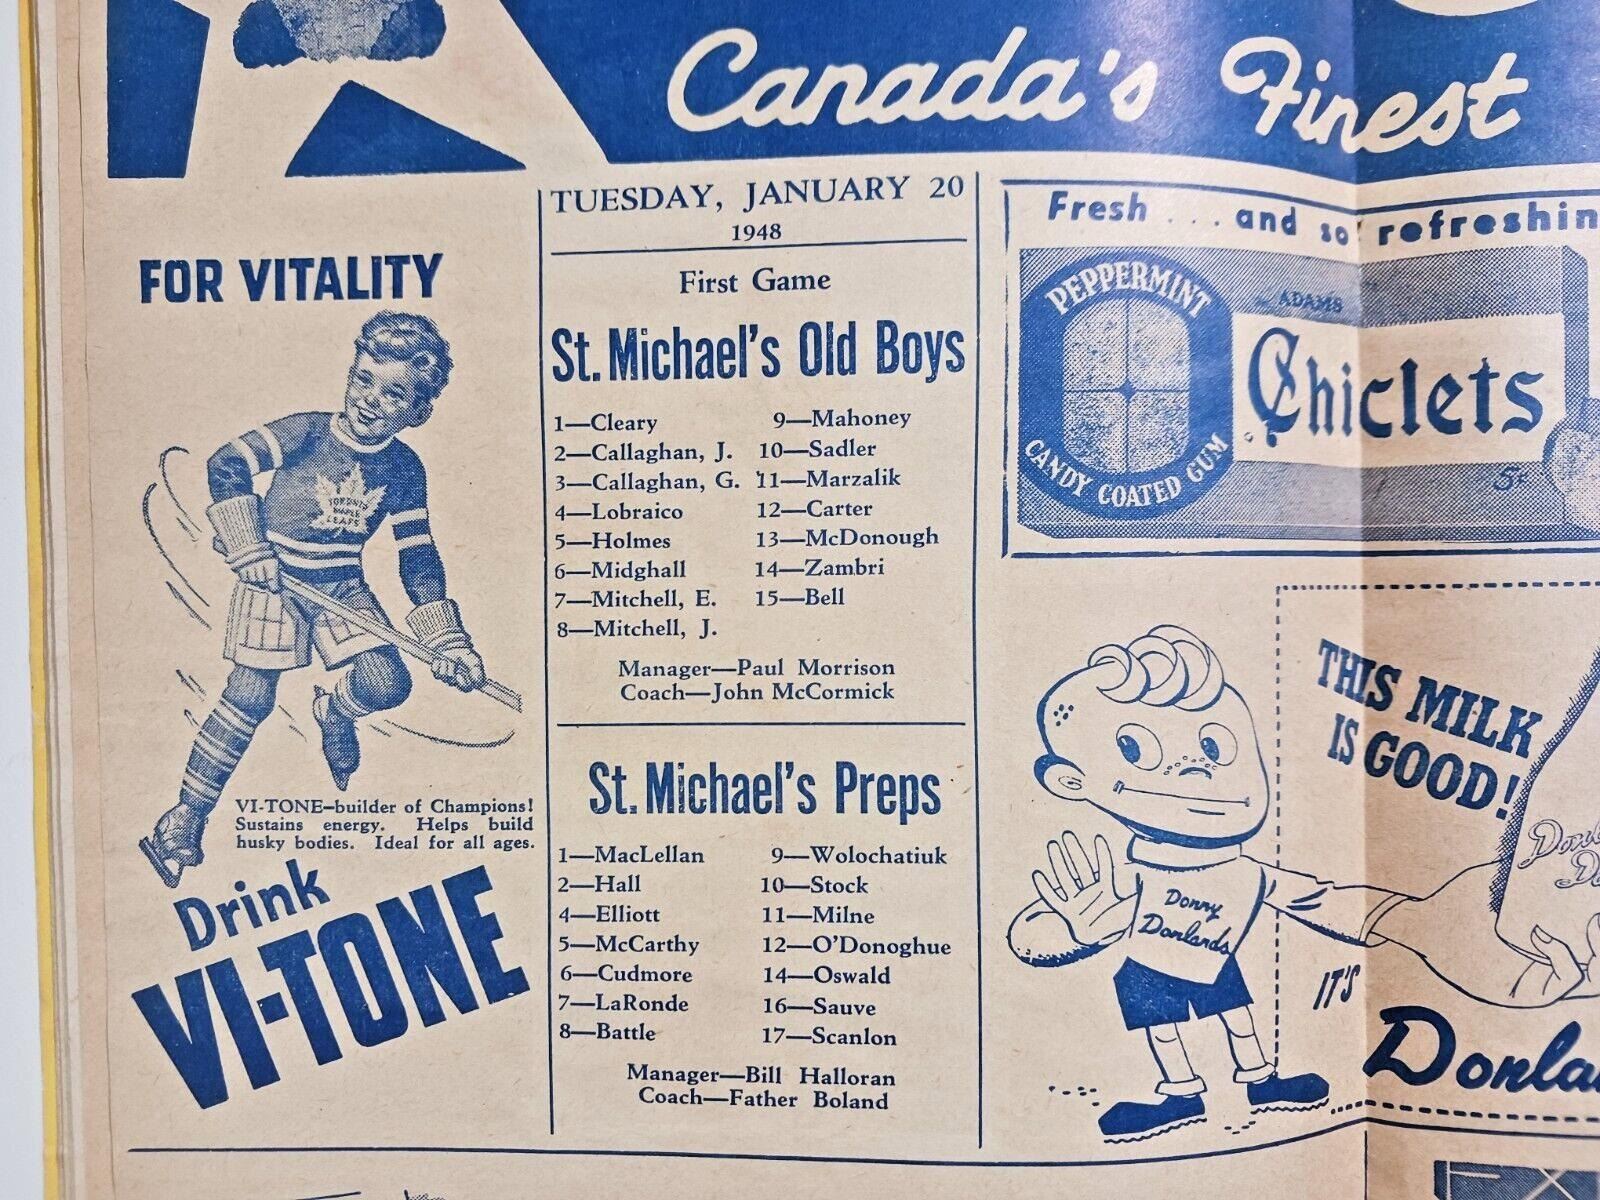 Canada's Finest
TUESDAY, JANUARY 20
1948
First Game
St. Michael's Old Boys
1—Cleary
2—Callaghan, J.
3—Callaghan, G.
4—Lobraico
5—Holmes
6—Midghall
7—Mitchell, E.
8—Mitchell, J.
9—Mahoney
10—Sadler
11—Marzalik
12—Carter
13—McDonough
14—Zambri
15—Bell
Manager—Paul Morrison
Coach—John McCormick
St. Michael's Preps
1—MacLellan
2—Hall
4—Elliott
5—McCarthy
6—Cudmore
7—LaRonde
8—Battle
9—Wolochatiuk
10—Stock
11—Milne
12—O'Donoghue
14—Oswald
16—Sauve
17—Scanlon
Manager—Bill Halloran
Coach—Father Boland
FOR VITALITY
TORONTO
MAPLE
LEAFS
VI-TONE—builder of Champions!
Sustains energy. Helps build
husky bodies. Ideal for all ages.
Drink
VI-TONE
Fresh ... and so refreshin
PEPPERMINT
CANDY COATED GUM
ADAMS
Chiclets
5¢
THIS MILK
IS GOOD!
Donny
Donlands
IT'S
Donla